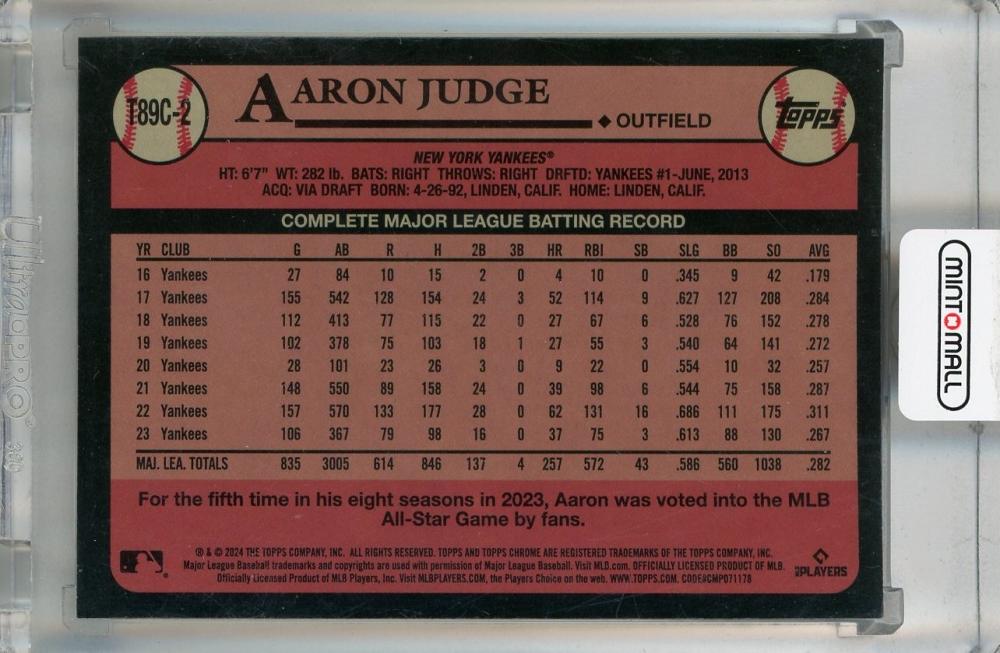 T89C-2
AARON JUDGE
◆ OUTFIELD
topps
NEW YORK YANKEES®
HT: 6'7" WT: 282 lb. BATS: RIGHT THROWS: RIGHT DRFTD: YANKEES #1-JUNE, 2013
ACQ: VIA DRAFT BORN: 4-26-92, LINDEN, CALIF. HOME: LINDEN, CALIF.
COMPLETE MAJOR LEAGUE BATTING RECORD
YR CLUB G AB R H 2B 3B HR RBI SB SLG BB SO AVG
16 Yankees 27 84 10 15 2 0 4 10 0 .345 9 42 .179
17 Yankees 155 542 128 154 24 3 52 114 9 .627 127 208 .284
18 Yankees 112 413 77 115 22 0 27 67 6 .528 76 152 .278
19 Yankees 102 378 75 103 18 1 27 55 3 .540 64 141 .272
20 Yankees 28 101 23 26 3 0 9 22 0 .554 10 32 .257
21 Yankees 148 550 89 158 24 0 39 98 6 .544 75 158 .287
22 Yankees 157 570 133 177 28 0 62 131 16 .686 111 175 .311
23 Yankees 106 367 79 98 16 0 37 75 3 .613 88 130 .267
MAJ. LEA. TOTALS 835 3005 614 846 137 4 257 572 43 .586 560 1038 .282
For the fifth time in his eight seasons in 2023, Aaron was voted into the MLB
All-Star Game by fans.
® & © 2024 THE TOPPS COMPANY, INC. ALL RIGHTS RESERVED. TOPPS AND TOPPS CHROME ARE REGISTERED TRADEMARKS OF THE TOPPS COMPANY, INC.
Major League Baseball trademarks and copyrights are used with permission of Major League Baseball. Visit MLB.com. OFFICIALLY LICENSED PRODUCT OF MLB.
Officially Licensed Product of MLB Players, Inc. Visit MLBPLAYERS.COM, the Players Choice on the web. WWW.TOPPS.COM. CODE#CMP071178
MLB PLAYERS
MINT MALL
UltraPRO